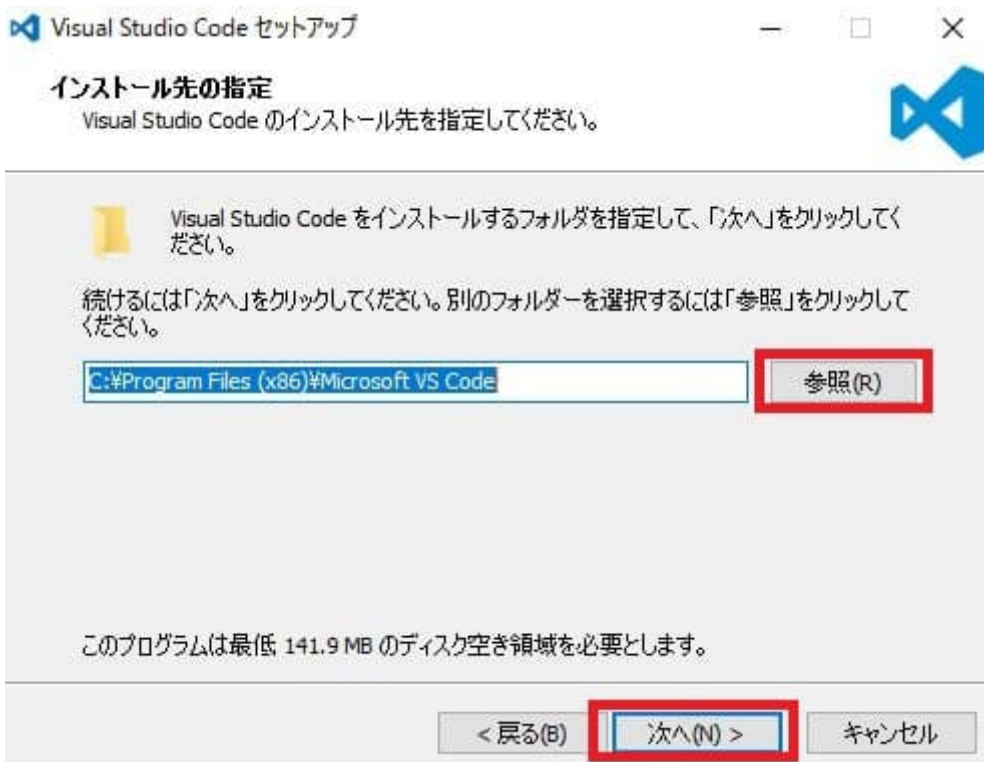 Visual Studio Code セットアップ
インストール先の指定
Visual Studio Code のインストール先を指定してください。
Visual Studio Code をインストールするフォルダを指定して、「次へ」をクリックしてく
ださい。
続けるには「次へ」をクリックしてください。別のフォルダーを選択するには「参照」をクリックして
ください。
C:¥Program Files (x86)¥Microsoft VS Code
参照(R)
このプログラムは最低 141.9 MB のディスク空き領域を必要とします。
< 戻る(B)
次へ(N) >
キャンセル